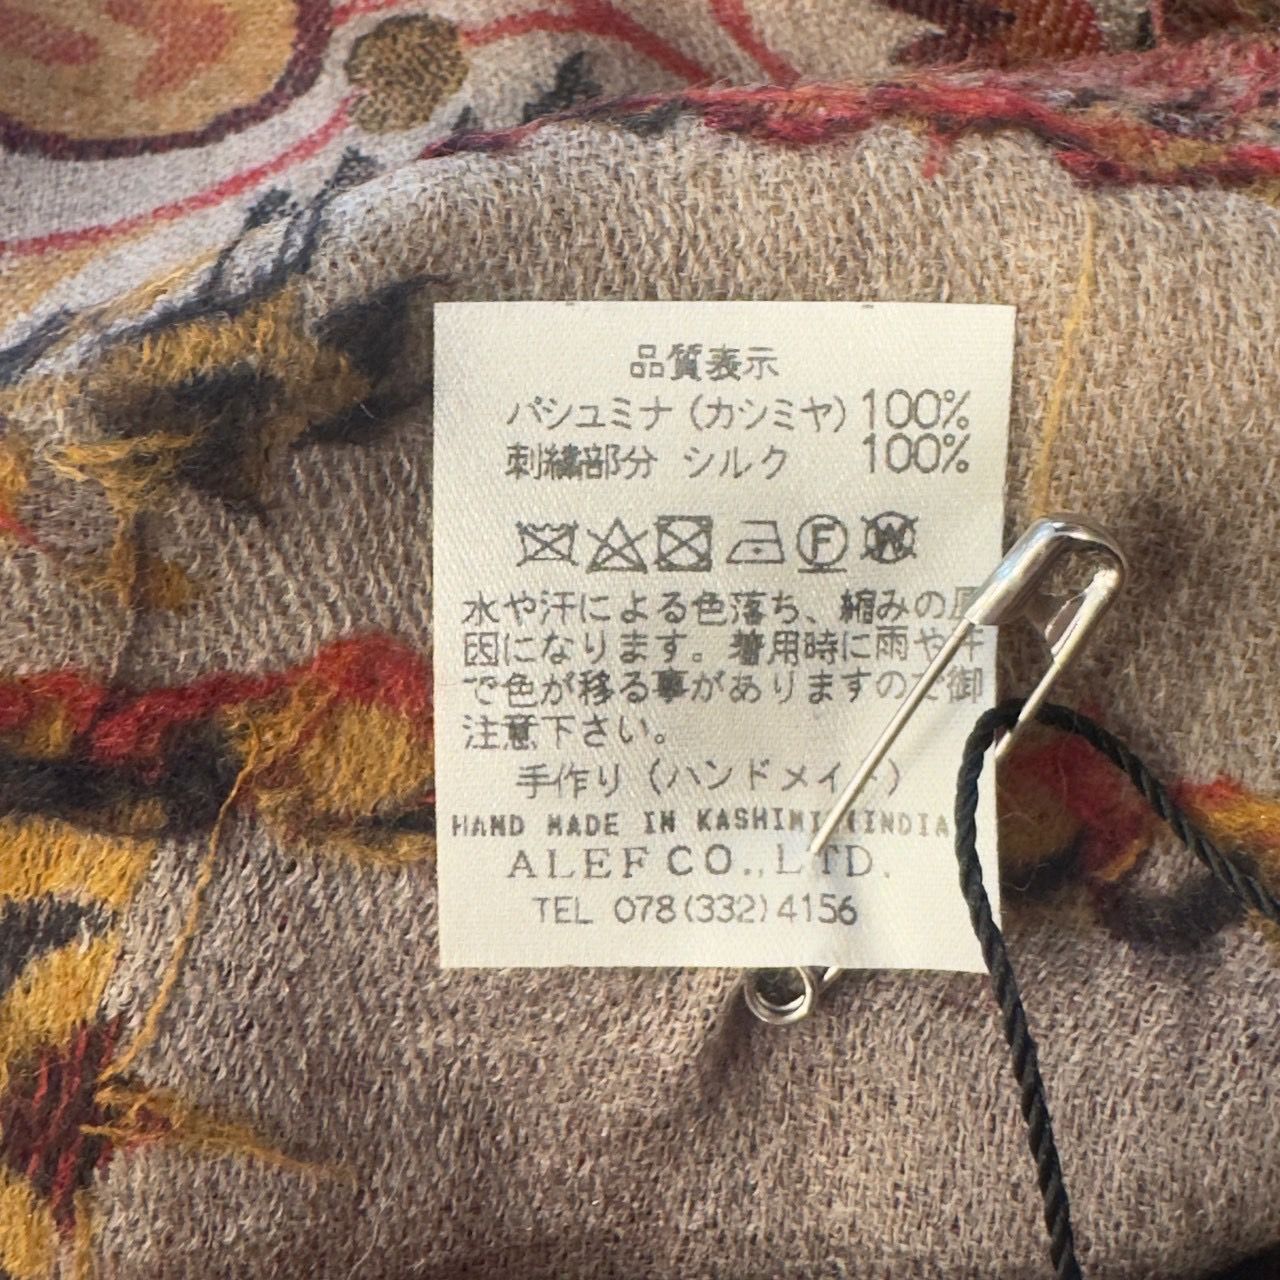 品質表示
パシュミナ(カシミヤ) 100%
刺繍部分 シルク 100%
F W
水や汗による色落ち、縮みの原
因になります。着用時に雨や汗
で色が移る事がありますので御
注意下さい。
手作り(ハンドメイド)
HAND MADE IN KASHIMIR(INDIA
ALEF CO.,LTD.
TEL 078(332)4156